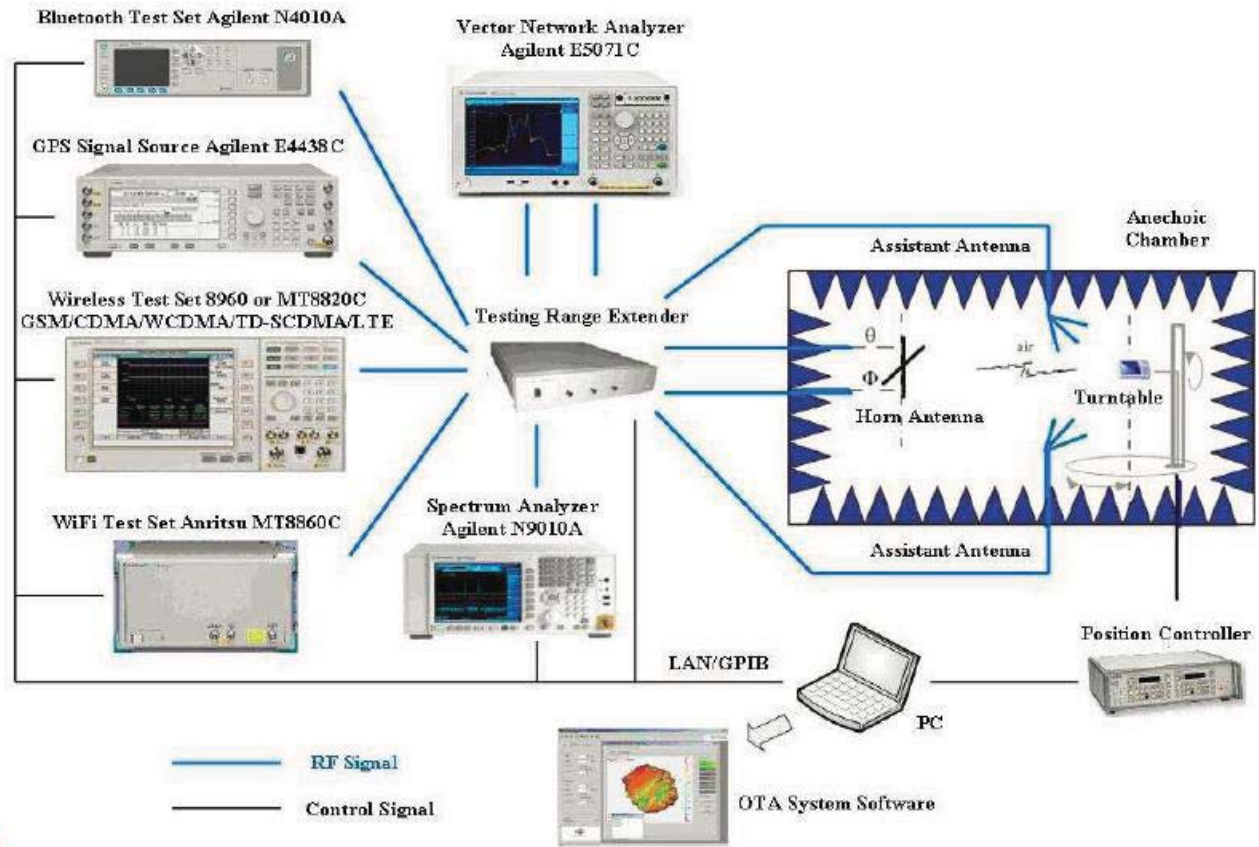 Bluetooth Test Set Agilent N4010A
Vector Network Analyzer
Agilent E5071C
GPS Signal Source Agilent E4438C
Anechoic
Chamber
Assistant Antenna
Wireless Test Set 8960 or MT8820C
GSM/CDMA/WCDMA/TD-SCDMA/LTE
Testing Range Extender
θ
air
Φ
Turntable
Horn Antenna
WiFi Test Set Anritsu MT8860C
Spectrum Analyzer
Agilent N9010A
Assistant Antenna
Position Controller
LAN/GPIB
PC
RF Signal
Control Signal
OTA System Software